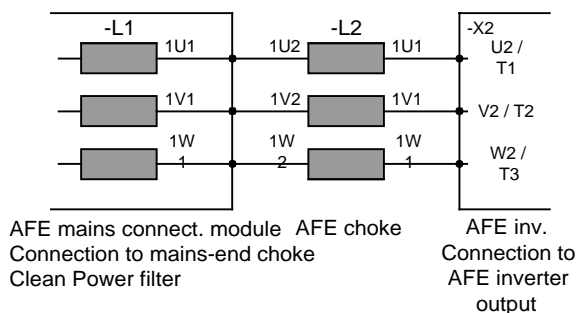 -L1
-L2
-X2
1U1
1U2
1U1
U2 /
T1
1V1
1V2
1V1
V2 / T2
1W
1
1W
2
1W
1
W2 /
T3
AFE mains connect. module
Connection to mains-end choke
Clean Power filter
AFE choke
AFE inv.
Connection to
AFE inverter
output